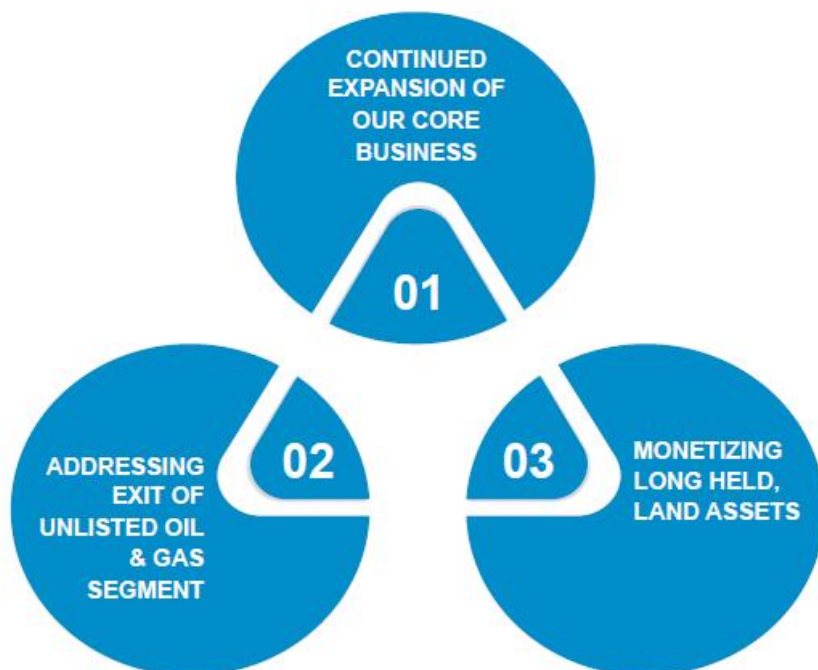 CONTINUED
EXPANSION OF
OUR CORE
BUSINESS
01
02
ADDRESSING
EXIT OF
UNLISTED OIL
& GAS
SEGMENT
03
MONETIZING
LONG HELD,
LAND ASSETS